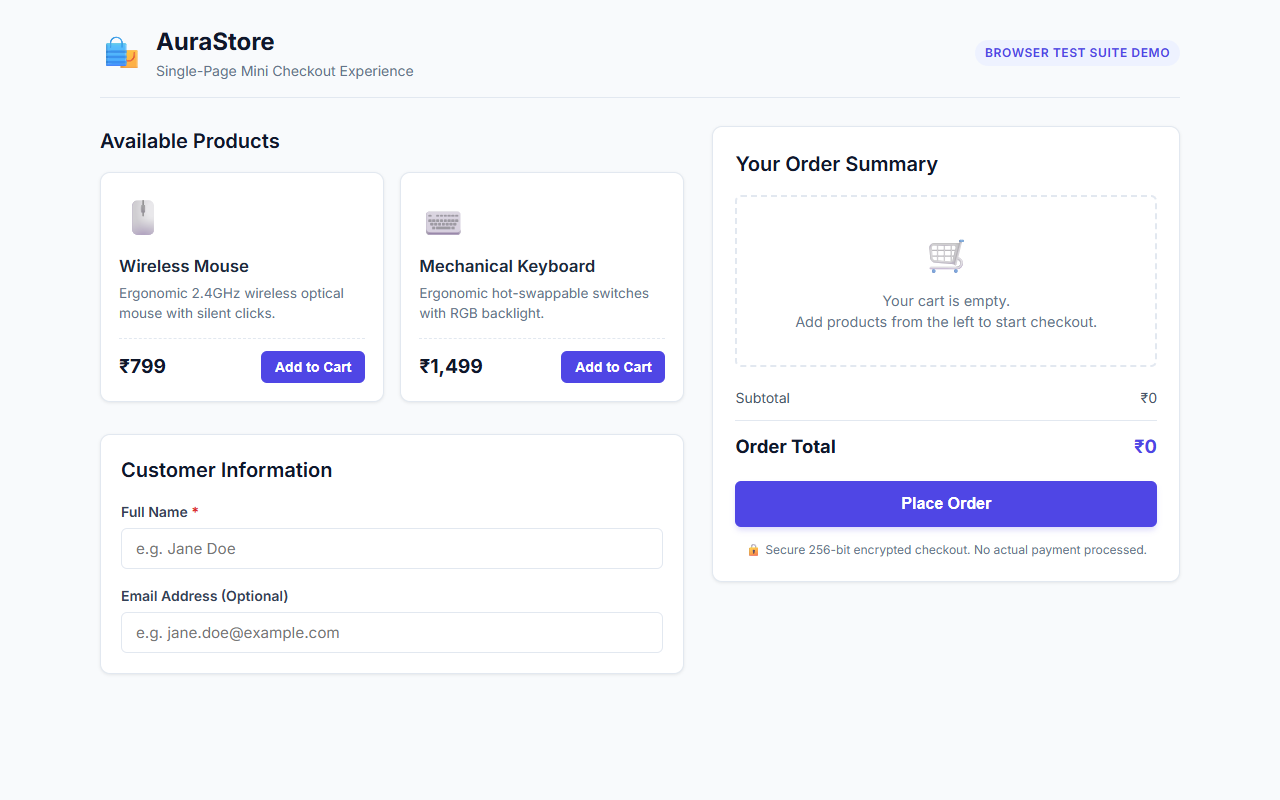 AuraStore
Single-Page Mini Checkout Experience
BROWSER TEST SUITE DEMO
Available Products
Wireless Mouse
Ergonomic 2.4GHz wireless optical
mouse with silent clicks.
₹799
Add to Cart
Mechanical Keyboard
Ergonomic hot-swappable switches
with RGB backlight.
₹1,499
Add to Cart
Customer Information
Full Name *
e.g. Jane Doe
Email Address (Optional)
e.g. jane.doe@example.com
Your Order Summary
Your cart is empty.
Add products from the left to start checkout.
Subtotal ₹0
Order Total ₹0
Place Order
Secure 256-bit encrypted checkout. No actual payment processed.